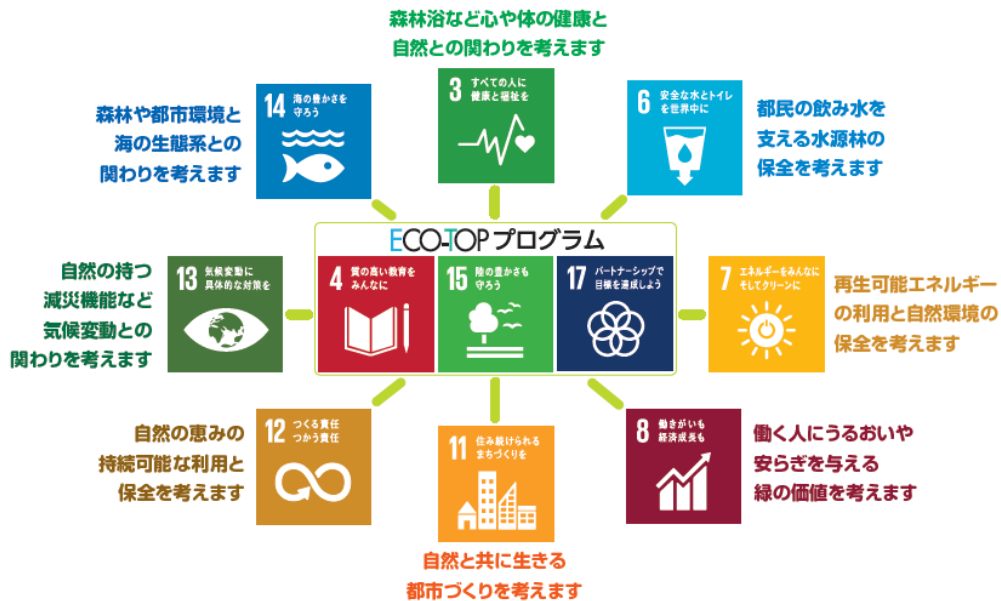 森林浴など心や体の健康と
自然との関わりを考えます
3 すべての人に
健康と福祉を
森林や都市環境と
海の生態系との
関わりを考えます
14 海の豊かさを
守ろう
6 安全な水とトイレ
を世界中に
都民の飲み水を
支える水源林の
保全を考えます
ECO-TOPプログラム
4 質の高い教育を
みんなに
15 陸の豊かさも
守ろう
17 パートナーシップで
目標を達成しよう
自然の持つ
減災機能など
気候変動との
関わりを考えます
13 気候変動に
具体的な対策を
7 エネルギーをみんなに
そしてクリーンに
再生可能エネルギー
の利用と自然環境の
保全を考えます
自然の恵みの
持続可能な利用と
保全を考えます
12 つくる責任
つかう責任
11 住み続けられる
まちづくりを
自然と共に生きる
都市づくりを考えます
8 働きがいも
経済成長も
働く人にうるおいや
安らぎを与える
緑の価値を考えます